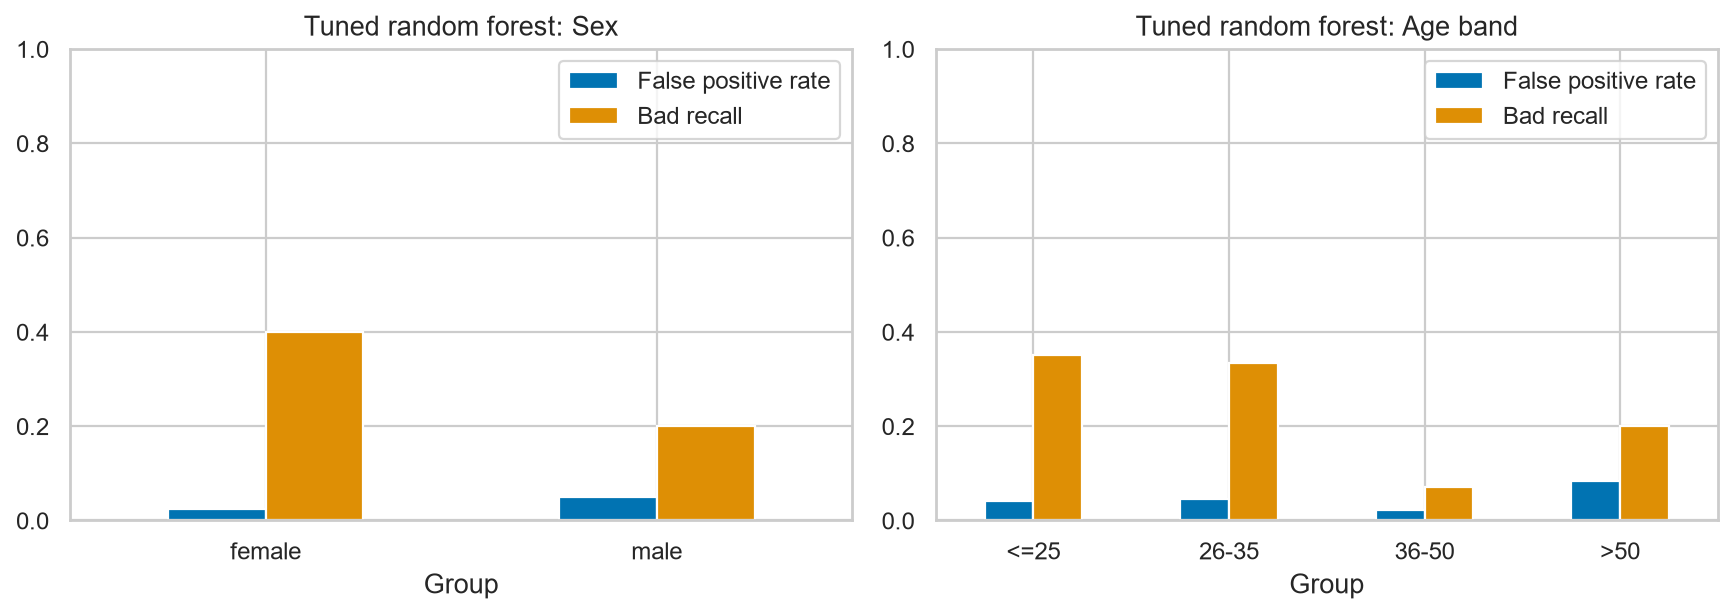 Tuned random forest: Sex
1.0
0.8
0.6
0.4
0.2
0.0
False positive rate
Bad recall
female
male
Group
Tuned random forest: Age band
1.0
0.8
0.6
0.4
0.2
0.0
False positive rate
Bad recall
<=25
26-35
36-50
>50
Group